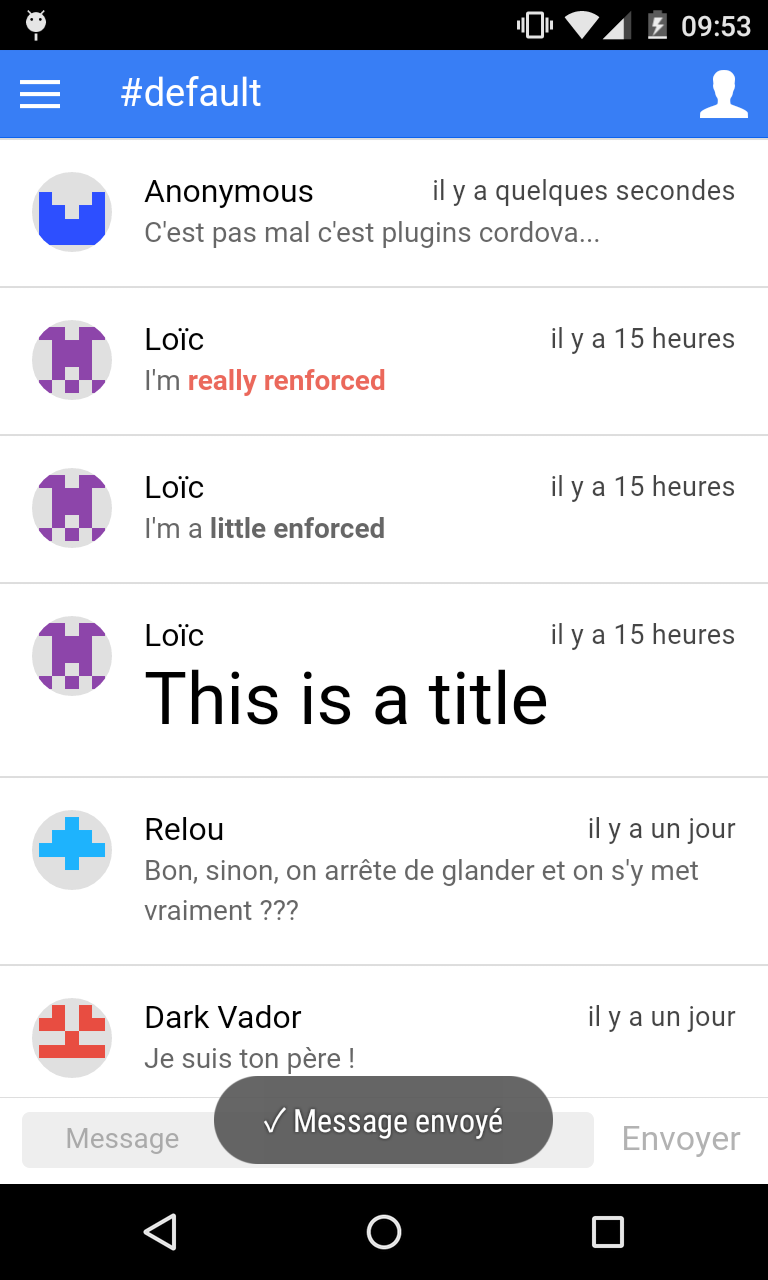 09:53
#default
Anonymous il y a quelques secondes
C'est pas mal c'est plugins cordova...
Loïc il y a 15 heures
I'm really renforced
Loïc il y a 15 heures
I'm a little enforced
Loïc il y a 15 heures
This is a title
Relou il y a un jour
Bon, sinon, on arrête de glander et on s'y met
vraiment ???
Dark Vador il y a un jour
Je suis ton père !
Message ✓ Message envoyé Envoyer